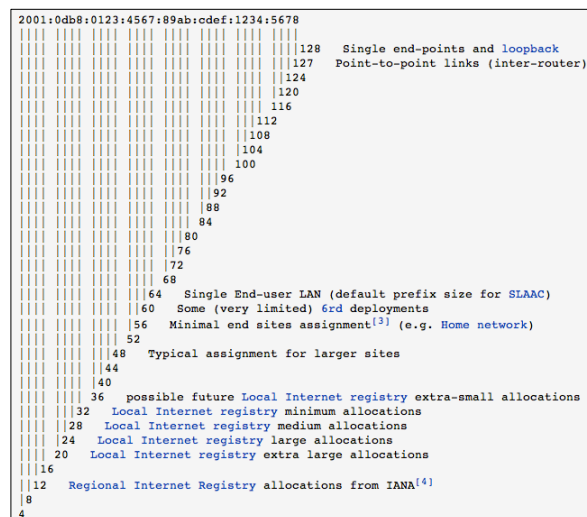 2001:0db8:0123:4567:89ab:cdef:1234:5678
128 Single end-points and loopback
127 Point-to-point links (inter-router)
124
120
116
112
108
104
100
96
92
88
84
80
76
72
68
64 Single End-user LAN (default prefix size for SLAAC)
60 Some (very limited) 6rd deployments
56 Minimal end sites assignment[3] (e.g. Home network)
52
48 Typical assignment for larger sites
44
40
36 possible future Local Internet registry extra-small allocations
32 Local Internet registry minimum allocations
28 Local Internet registry medium allocations
24 Local Internet registry large allocations
20 Local Internet registry extra large allocations
16
12 Regional Internet Registry allocations from IANA[4]
8
4